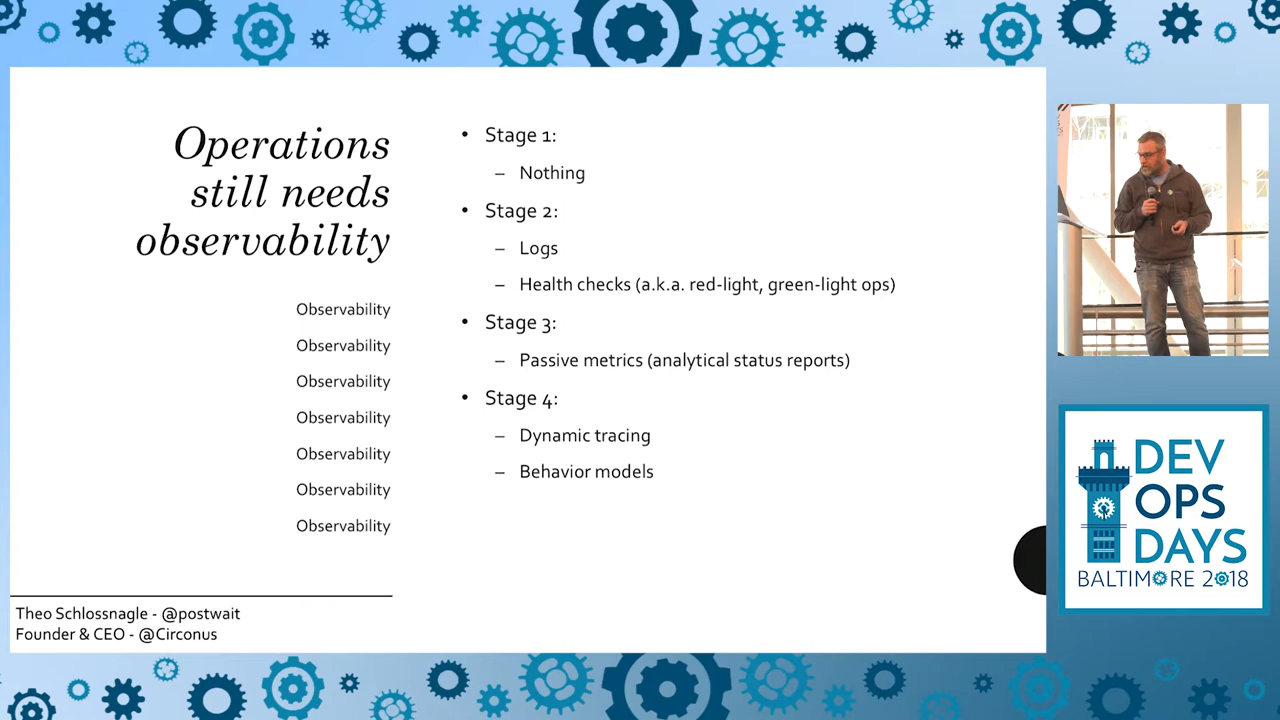 Operations
still needs
observability
Observability
Observability
Observability
Observability
Observability
Observability
Observability
Theo Schlossnagle - @postwait
Founder & CEO - @Circonus
• Stage 1:
– Nothing
• Stage 2:
– Logs
– Health checks (a.k.a. red-light, green-light ops)
• Stage 3:
– Passive metrics (analytical status reports)
• Stage 4:
– Dynamic tracing
– Behavior models
DEV
OPS
DAYS
BALTIMORE 2018